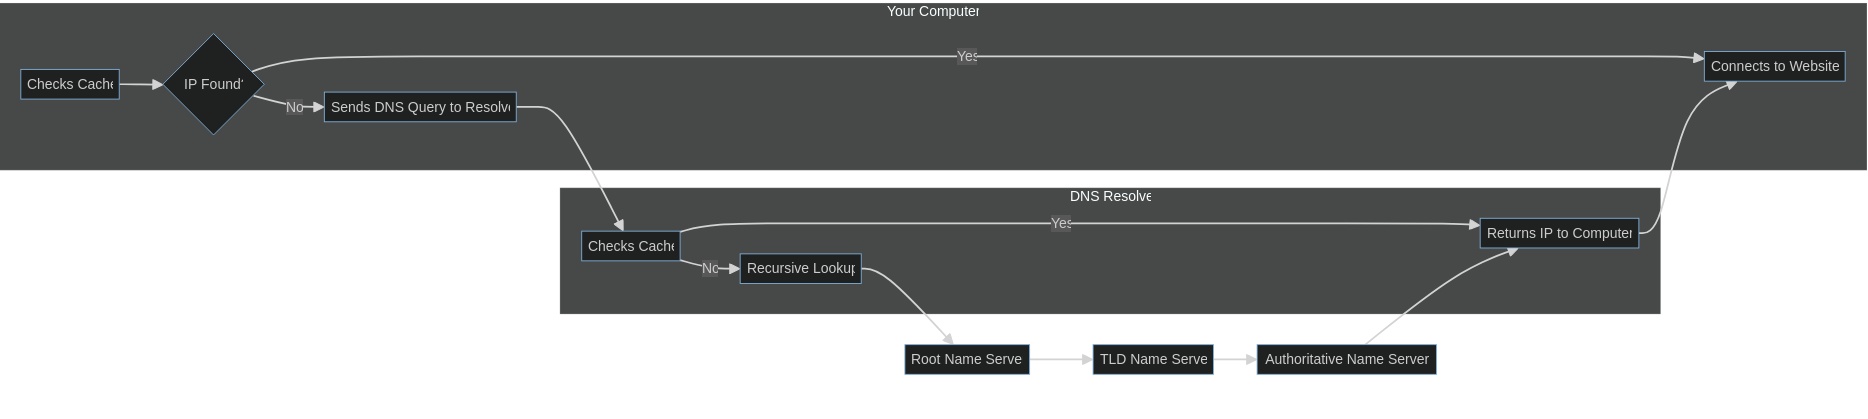 Your Computer
Checks Cache
IP Found?
Yes
No
Sends DNS Query to Resolve
Connects to Website
DNS Resolve
Checks Cache
Yes
No
Recursive Lookup
Returns IP to Computer
Root Name Serve
TLD Name Serve
Authoritative Name Server